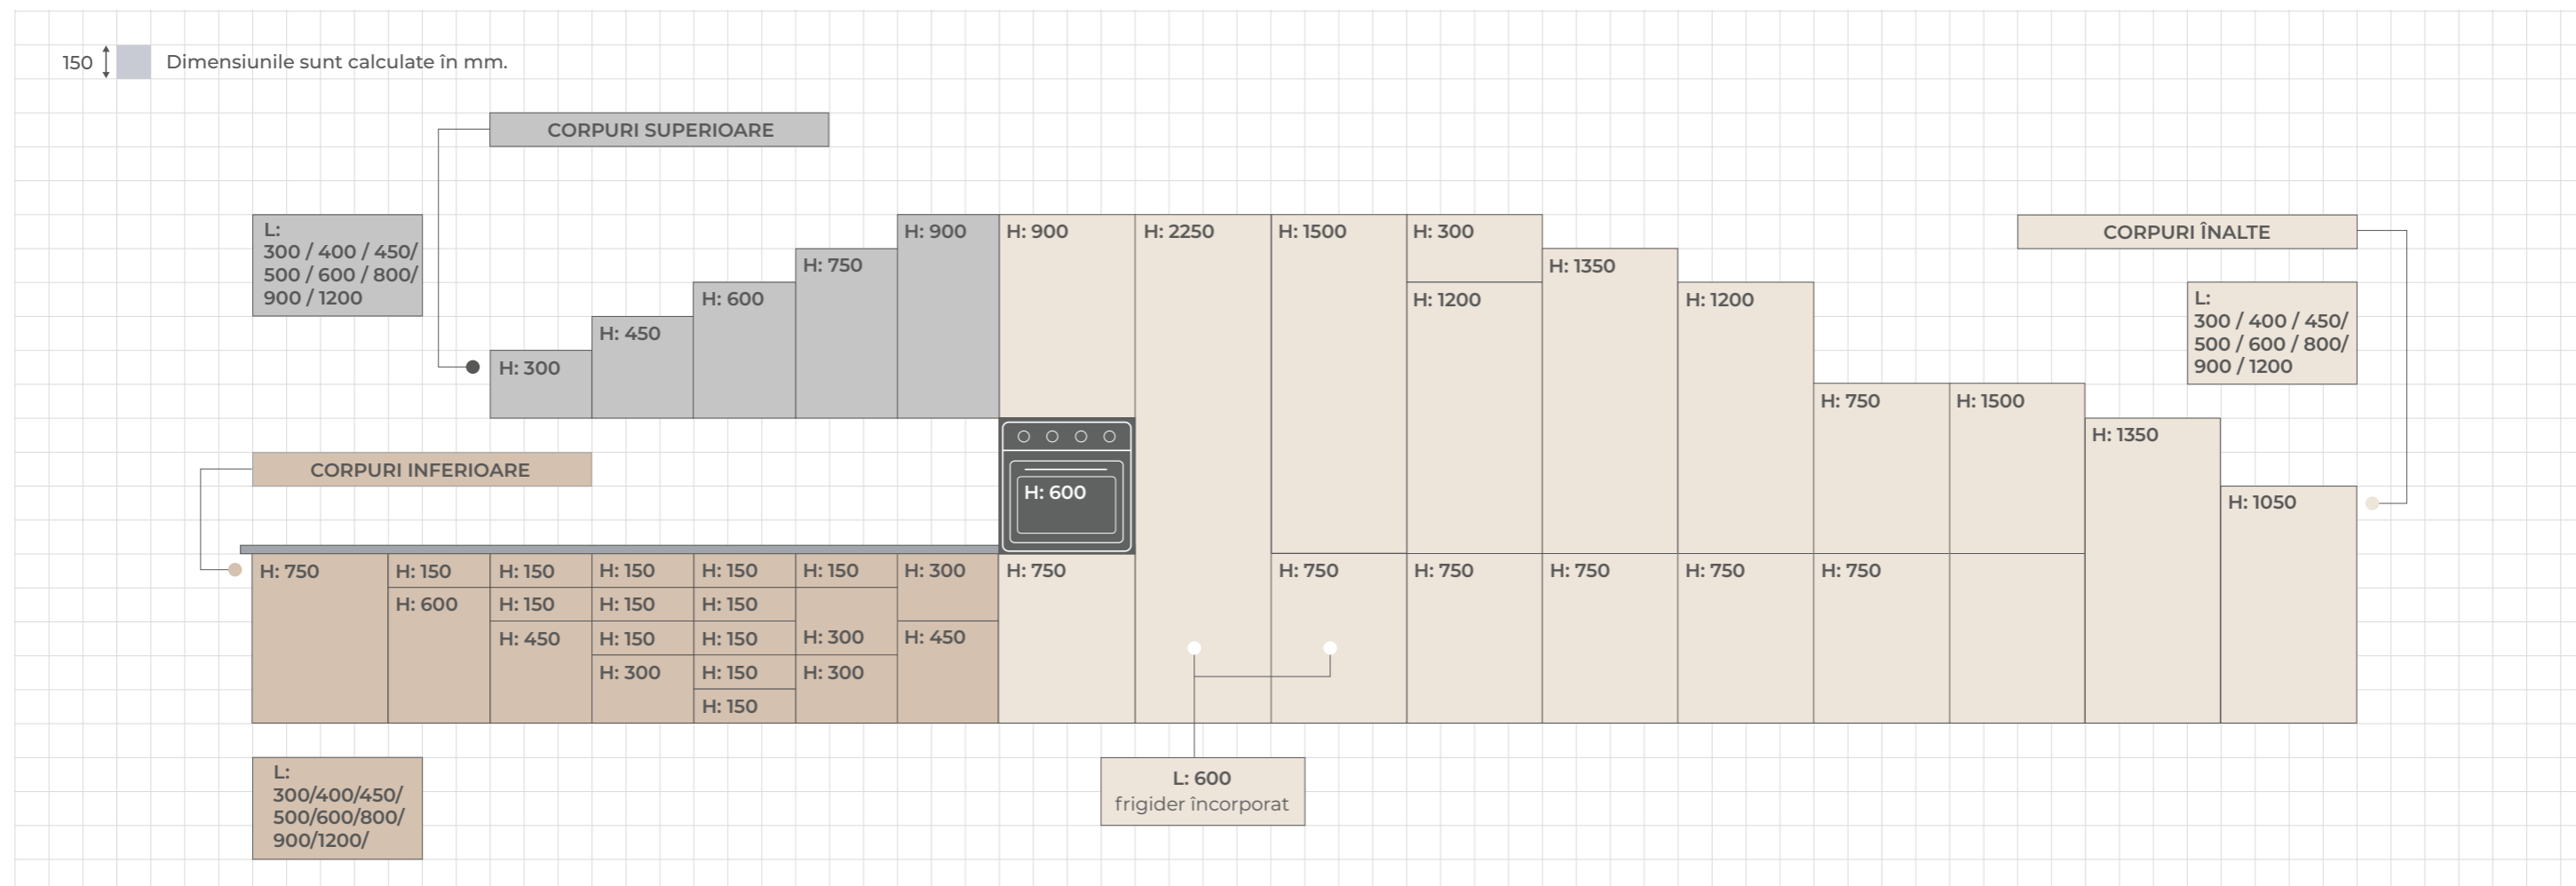 150
Dimensiunile sunt calculate în mm.
CORPURI SUPERIOARE
L:
300 / 400 / 450/
500 / 600 / 800/
900 / 1200
H: 300
H: 450
H: 600
H: 750
H: 900
H: 900
H: 2250
H: 1500
H: 300
H: 1200
H: 1350
H: 1200
H: 750
H: 1500
H: 1350
H: 1050
CORPURI ÎNALTE
L:
300 / 400 / 450/
500 / 600 / 800/
900 / 1200
CORPURI INFERIOARE
H: 600
H: 750
H: 150
H: 600
H: 150
H: 150
H: 450
H: 150
H: 150
H: 150
H: 300
H: 150
H: 150
H: 150
H: 150
H: 150
H: 150
H: 300
H: 300
H: 300
H: 450
H: 750
H: 750
H: 750
H: 750
H: 750
H: 750
L:
300/400/450/
500/600/800/
900/1200/
L: 600
frigider încorporat